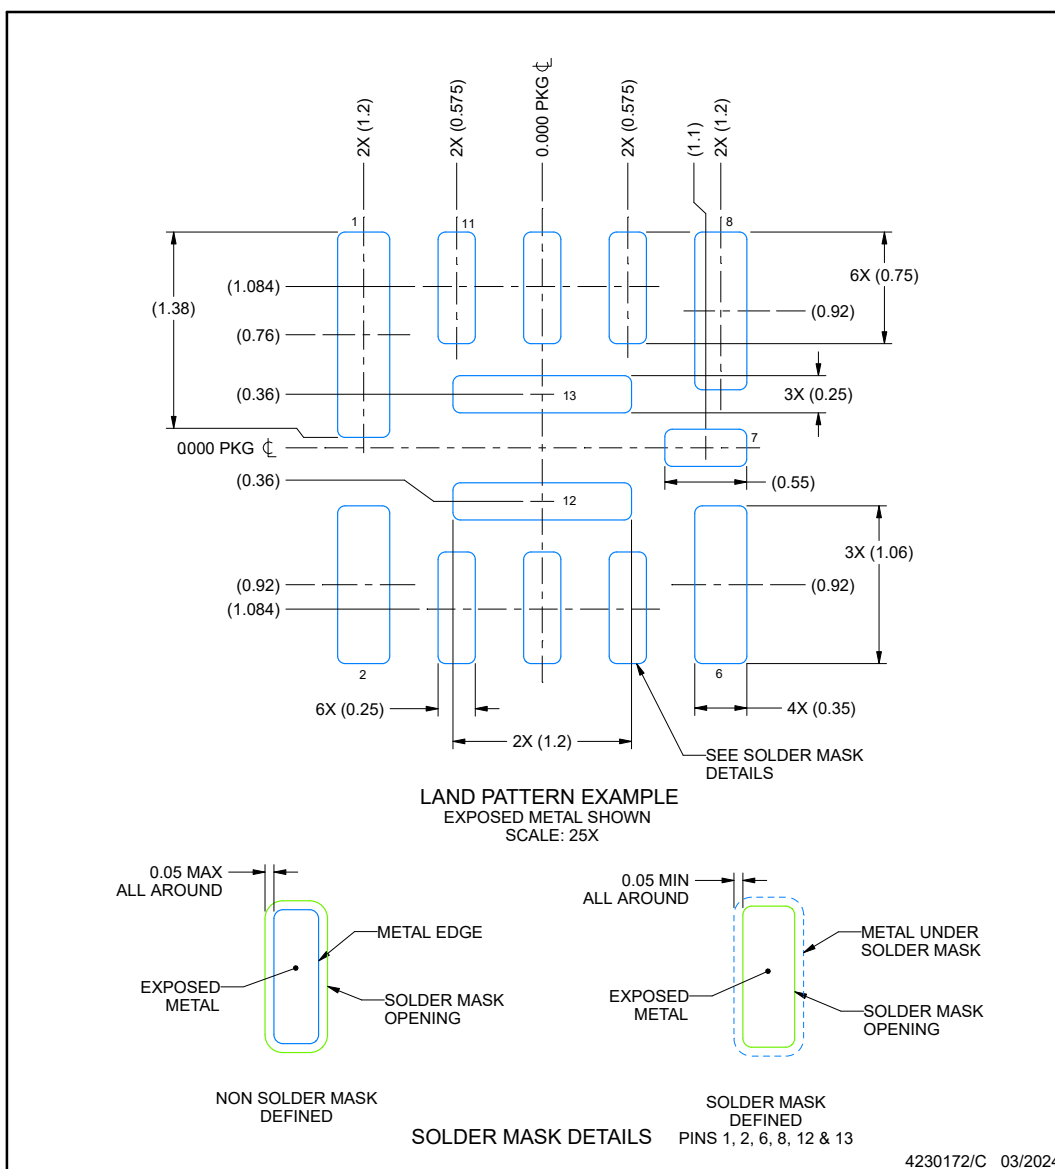 2X (1.2)
2X (0.575)
0.000 PKG ℄
2X (0.575)
(1.1)
2X (1.2)
1
11
8
(1.38)
(1.084)
(0.76)
(0.36)
0000 PKG ℄
(0.36)
(0.92)
(1.084)
6X (0.75)
(0.92)
3X (0.25)
13
7
(0.55)
12
3X (1.06)
(0.92)
2
6
6X (0.25)
4X (0.35)
2X (1.2)
SEE SOLDER MASK
DETAILS
LAND PATTERN EXAMPLE
EXPOSED METAL SHOWN
SCALE: 25X
0.05 MAX
ALL AROUND
METAL EDGE
EXPOSED
METAL
SOLDER MASK
OPENING
NON SOLDER MASK
DEFINED
0.05 MIN
ALL AROUND
METAL UNDER
SOLDER MASK
EXPOSED
METAL
SOLDER MASK
OPENING
SOLDER MASK
DEFINED
PINS 1, 2, 6, 8, 12 & 13
SOLDER MASK DETAILS
4230172/C 03/2024